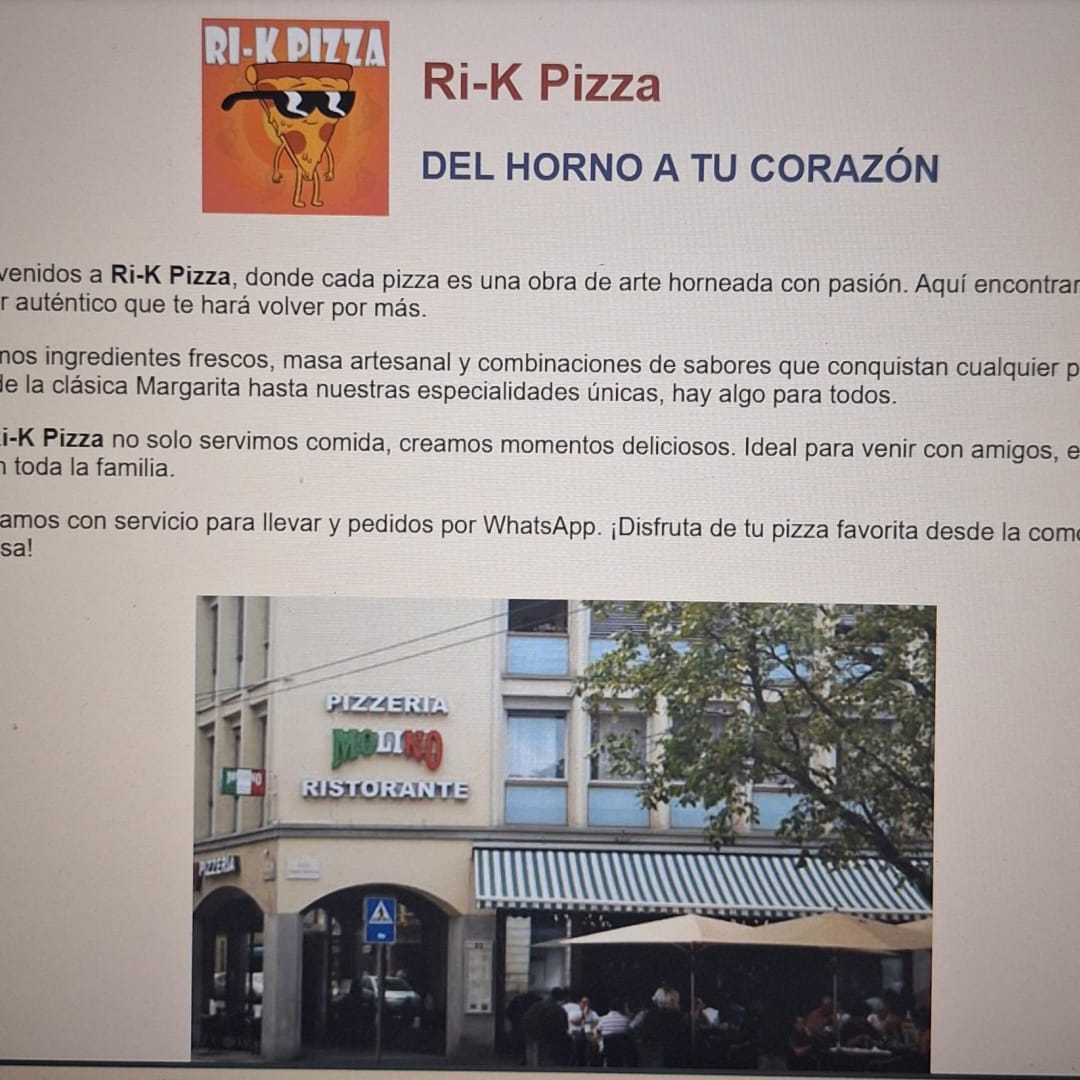 RI-K PIZZA
Ri-K Pizza
DEL HORNO A TU CORAZÓN
venidos a Ri-K Pizza, donde cada pizza es una obra de arte horneada con pasión. Aquí encontrar
r auténtico que te hará volver por más.
nos ingredientes frescos, masa artesanal y combinaciones de sabores que conquistan cualquier p
de la clásica Margarita hasta nuestras especialidades únicas, hay algo para todos.
i-K Pizza no solo servimos comida, creamos momentos deliciosos. Ideal para venir con amigos, e
n toda la familia.
amos con servicio para llevar y pedidos por WhatsApp. ¡Disfruta de tu pizza favorita desde la como
sa!
PIZZERIA
MOLINO
RISTORANTE
MOLINO
PIZZERIA